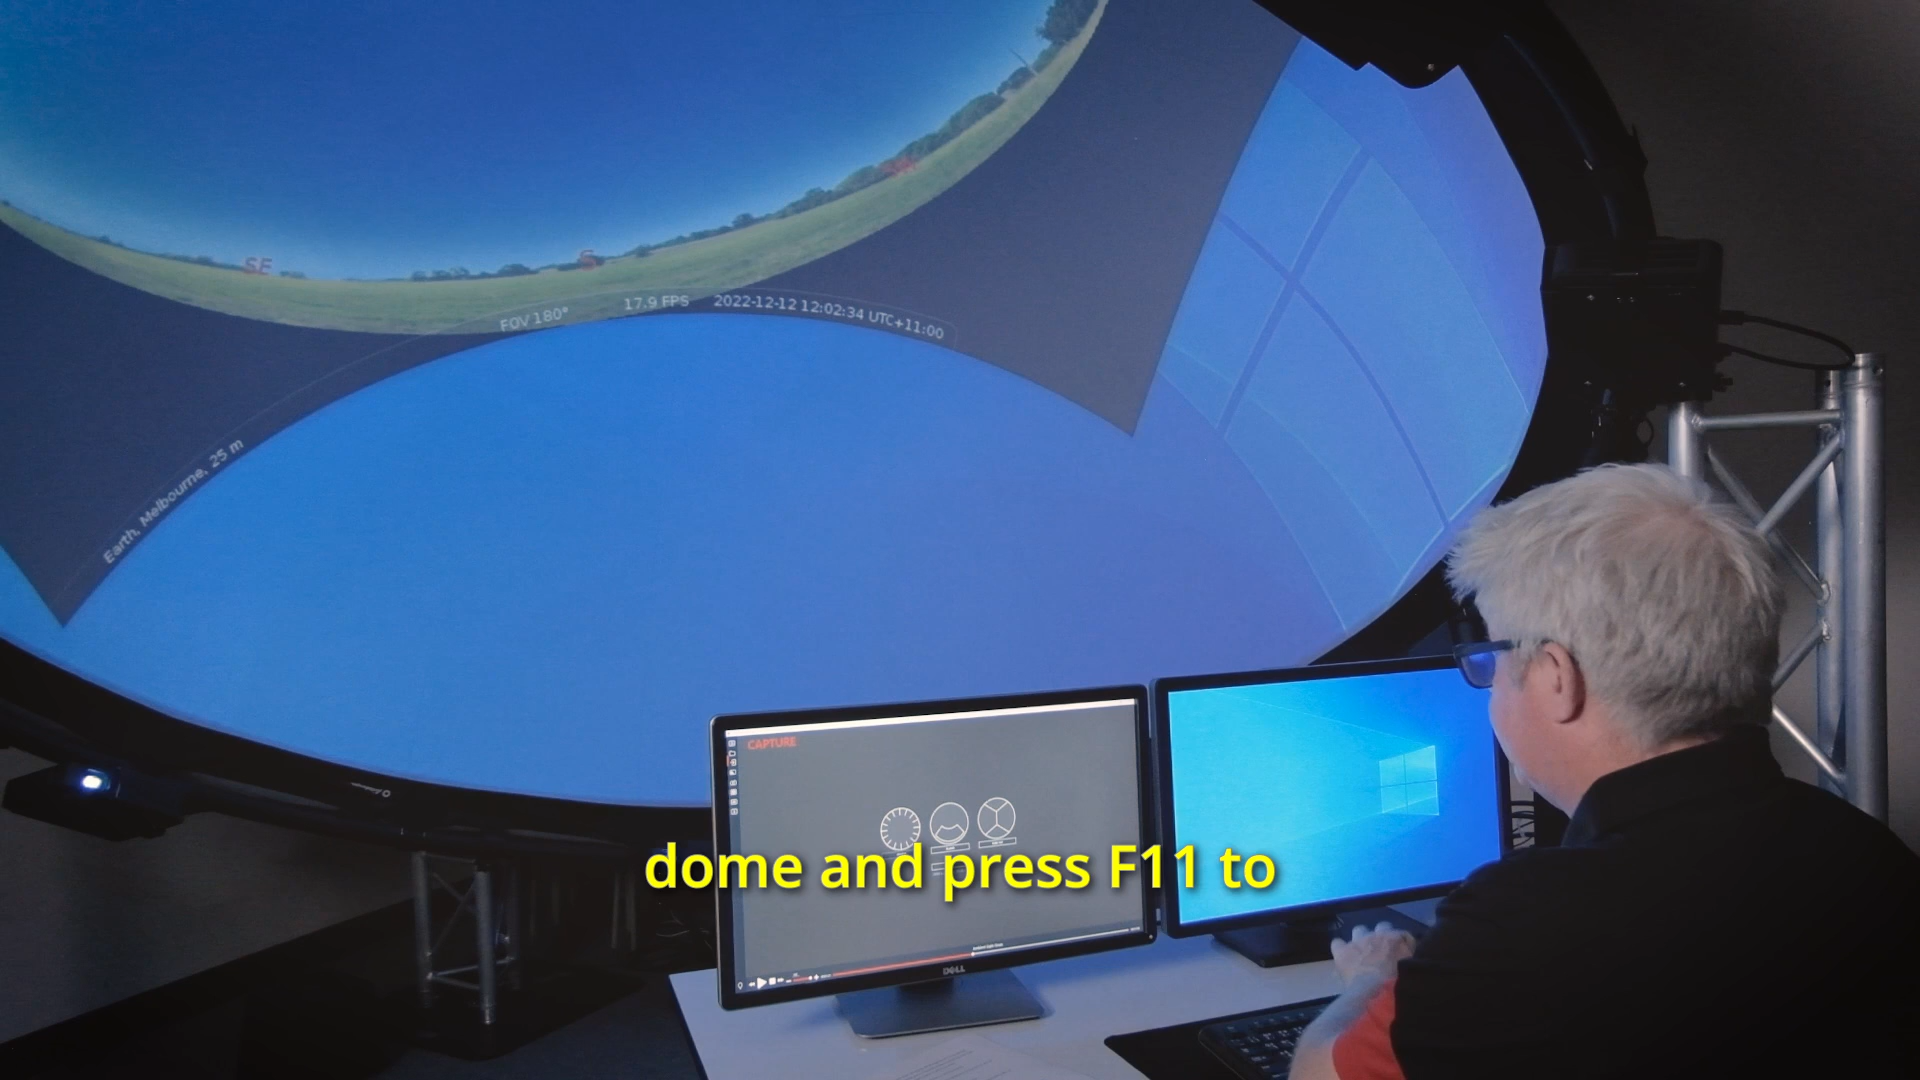 SE
S
FOV 180°
17.9 FPS
2022-12-12 12:02:34 UTC+11:00
Earth, Melbourne, 25 m
CAPTURE
dome and press F11 to
DELL